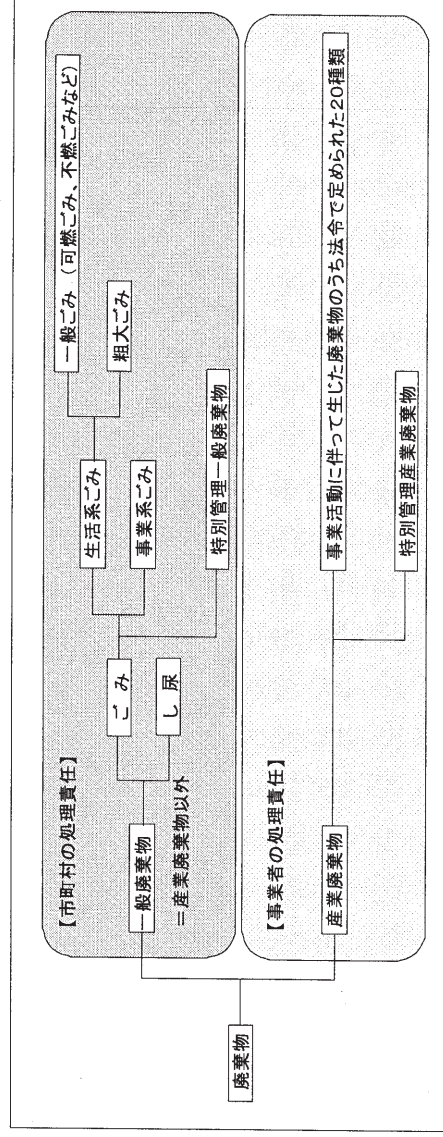 廃棄物
【市町村の処理責任】
一般廃棄物
＝産業廃棄物以外
ごみ
し尿
生活系ごみ
事業系ごみ
特別管理一般廃棄物
一般ごみ（可燃ごみ、不燃ごみなど）
粗大ごみ
【事業者の処理責任】
産業廃棄物
事業活動に伴って生じた廃棄物のうち法令で定められた20種類
特別管理産業廃棄物